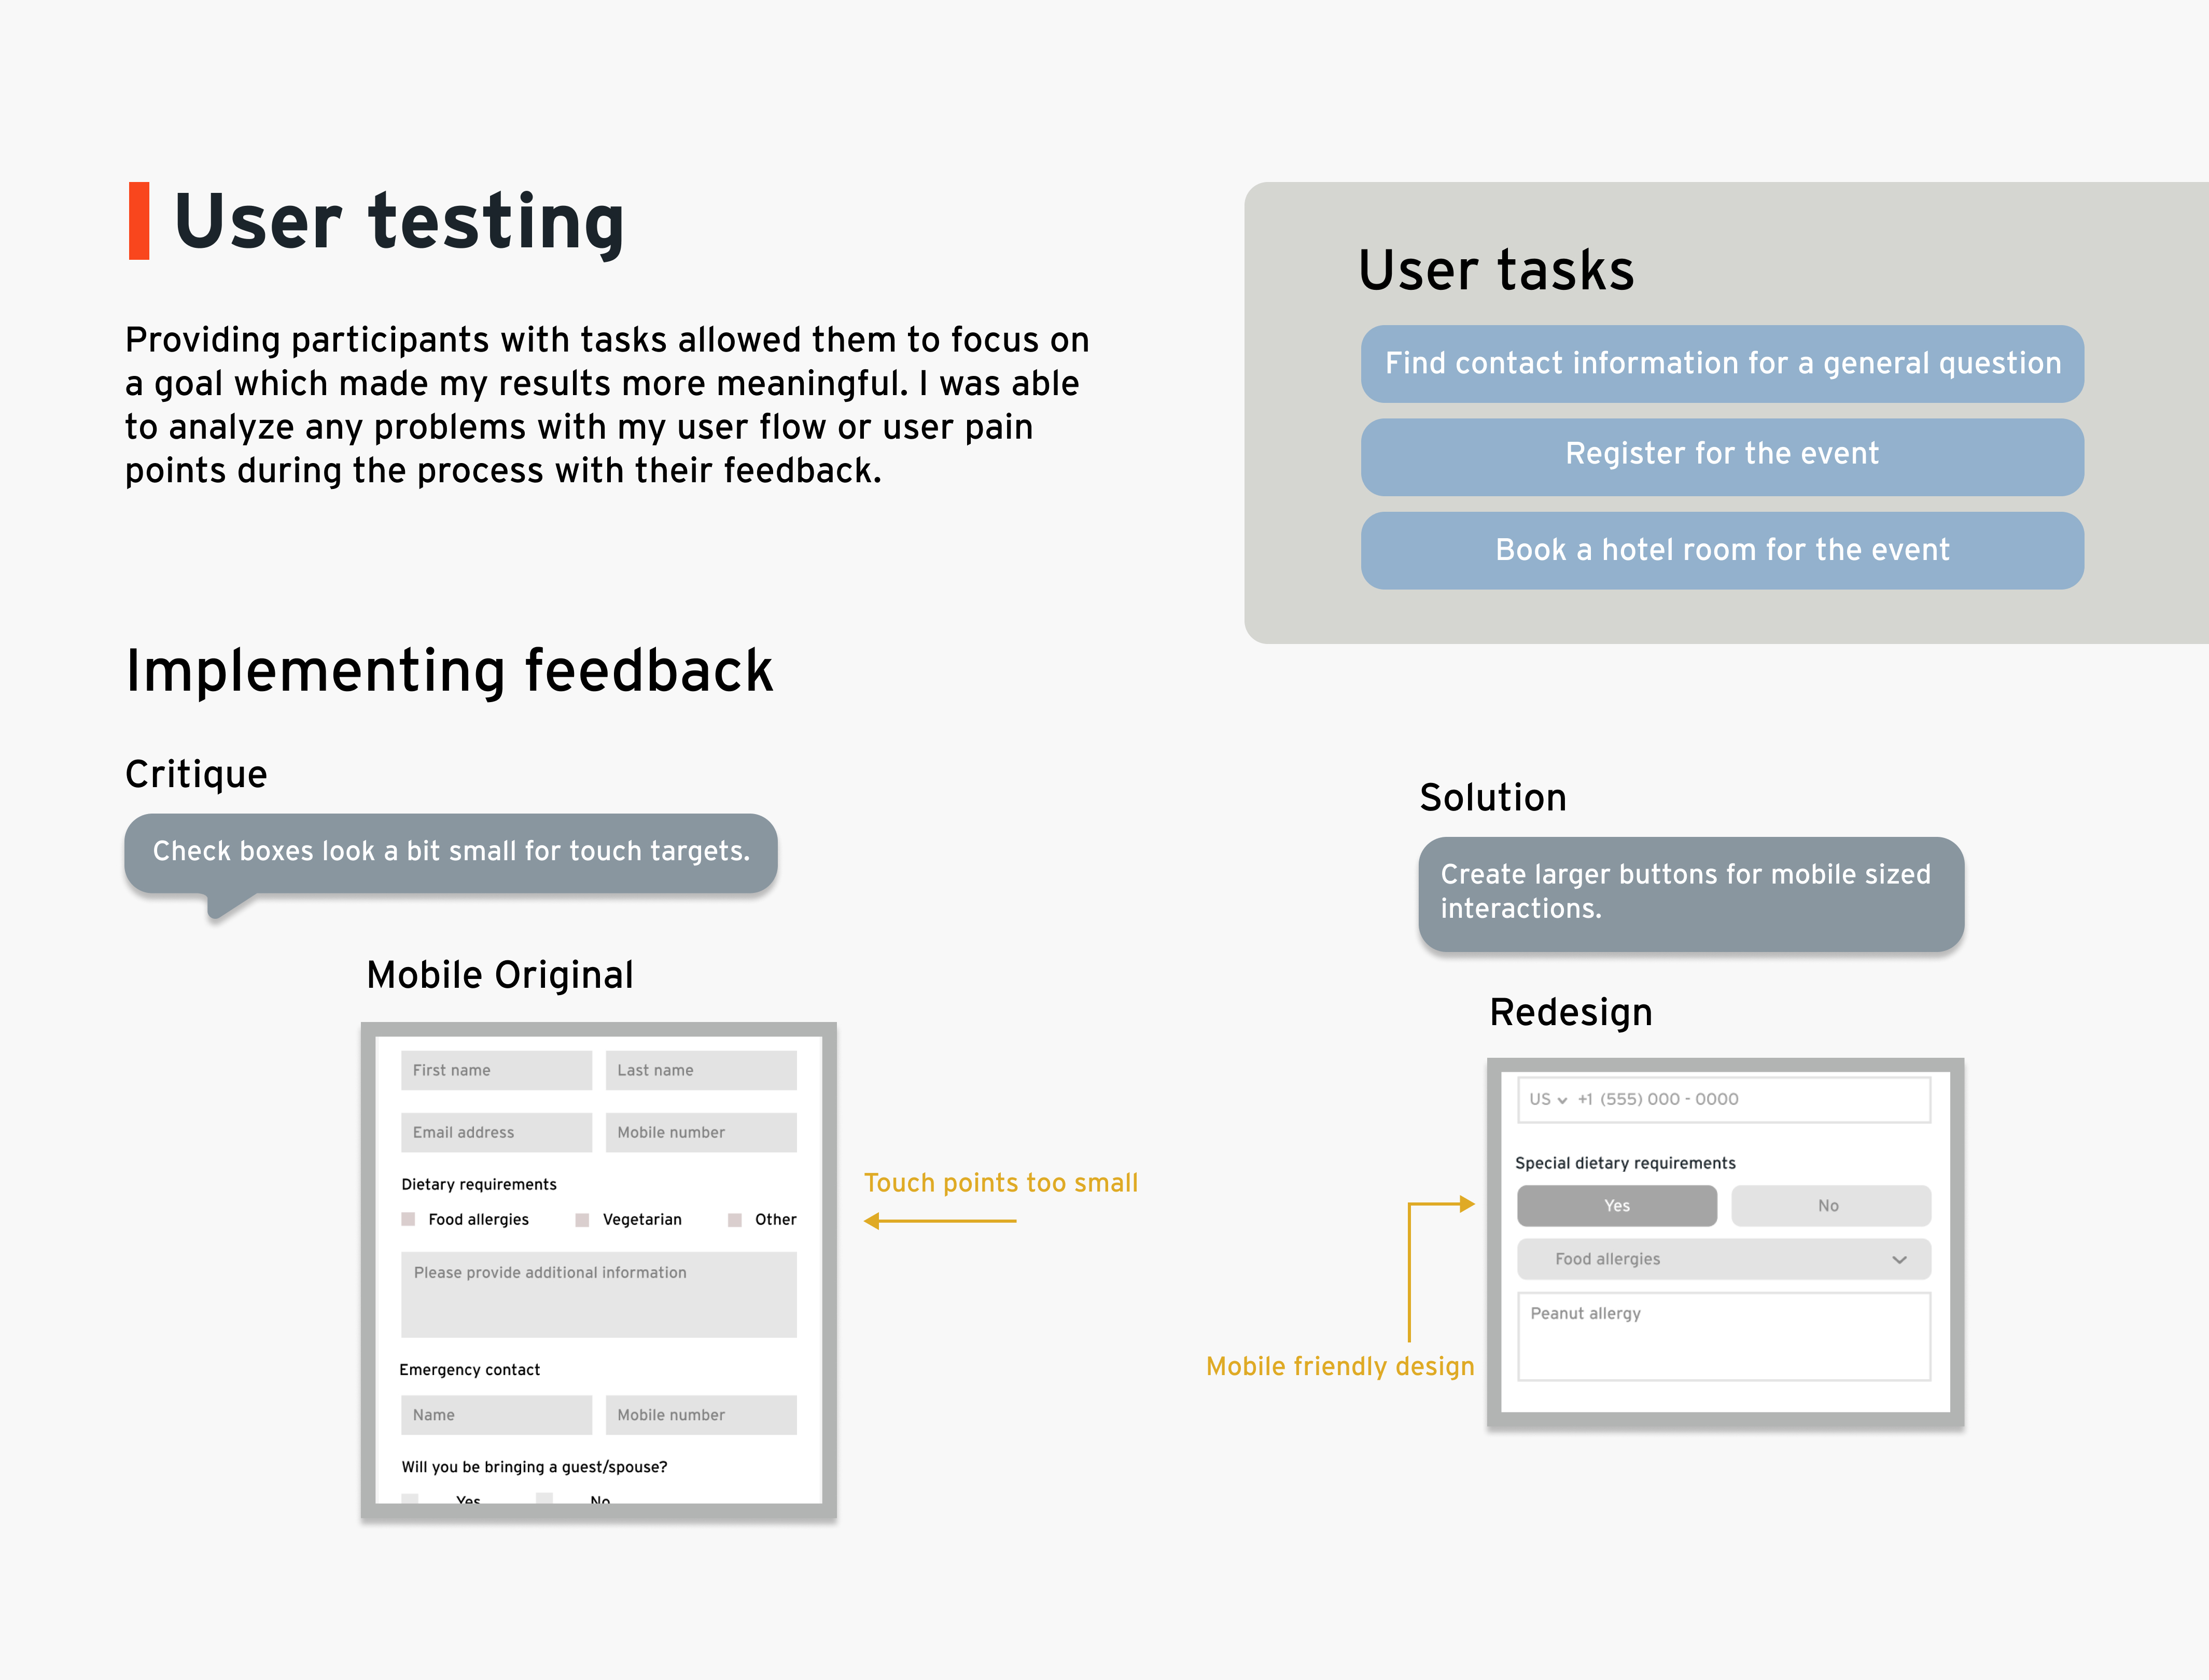 User testing
Providing participants with tasks allowed them to focus on
a goal which made my results more meaningful. I was able
to analyze any problems with my user flow or user pain
points during the process with their feedback.
User tasks
Find contact information for a general question
Register for the event
Book a hotel room for the event
Implementing feedback
Critique
Check boxes look a bit small for touch targets.
Mobile Original
First name
Last name
Email address
Mobile number
Dietary requirements
Food allergies
Vegetarian
Other
Please provide additional information
Emergency contact
Name
Mobile number
Will you be bringing a guest/spouse?
Yes
No
Touch points too small
Solution
Create larger buttons for mobile sized
interactions.
Redesign
US +1 (555) 000 - 0000
Special dietary requirements
Yes
No
Food allergies
Peanut allergy
Mobile friendly design